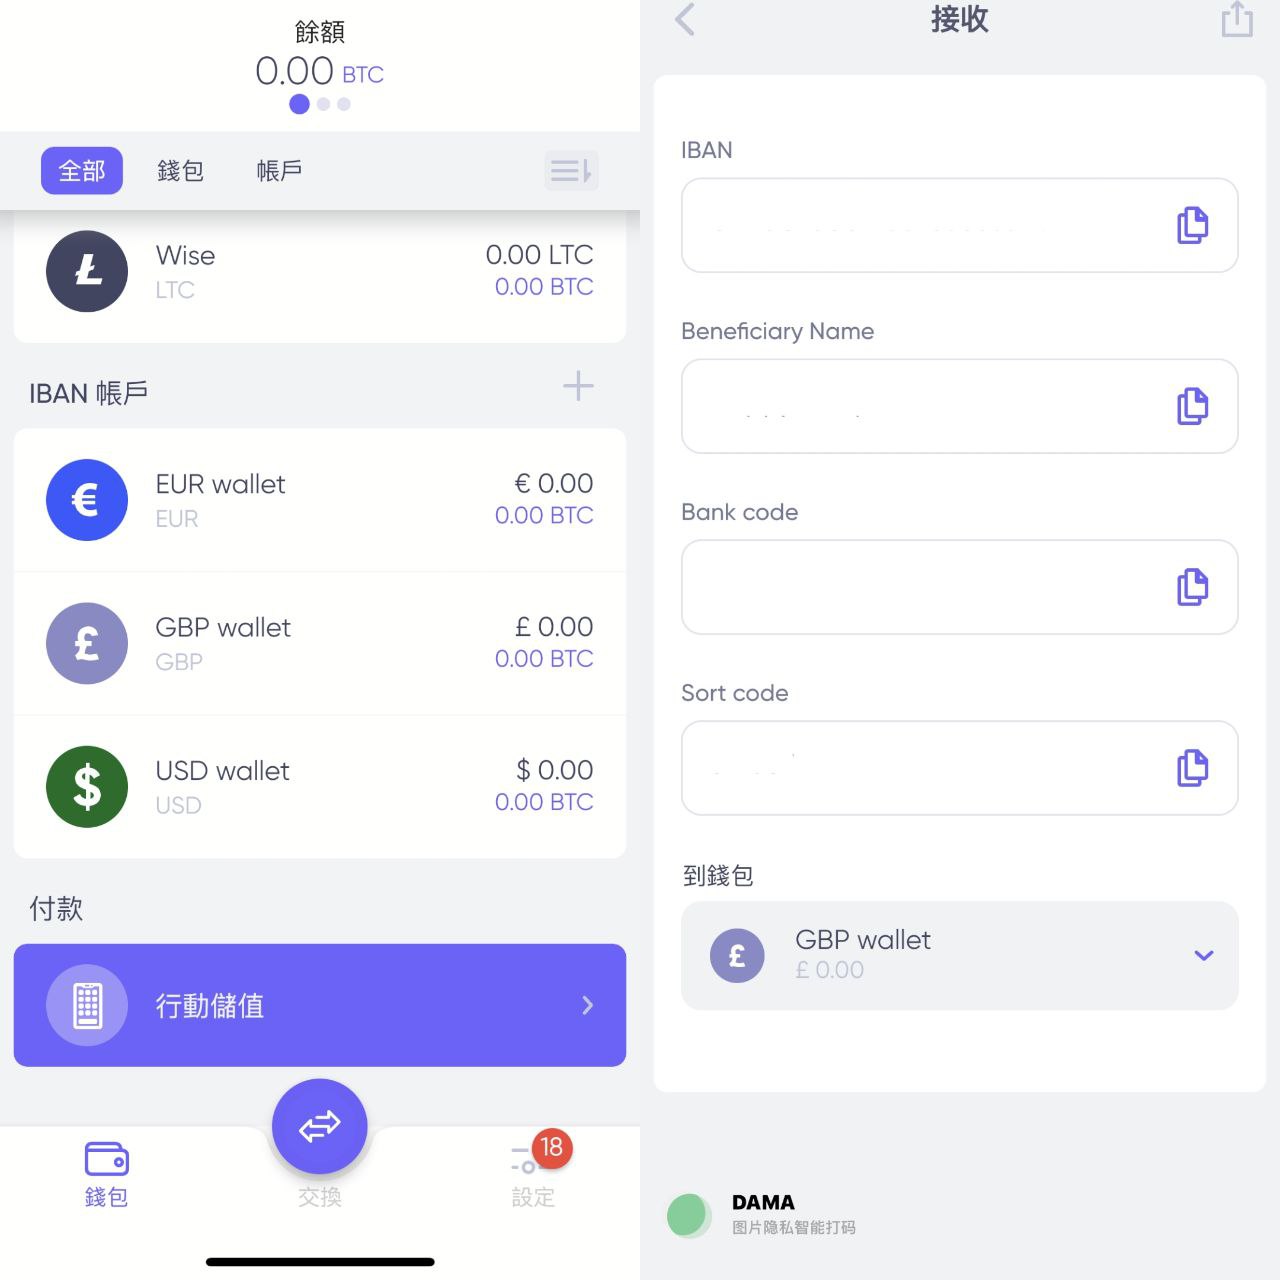 餘額
0.00 BTC
全部
錢包
帳戶
Wise
0.00 LTC
LTC
0.00 BTC
IBAN 帳戶
EUR wallet
€ 0.00
EUR
0.00 BTC
GBP wallet
£ 0.00
GBP
0.00 BTC
USD wallet
$ 0.00
USD
0.00 BTC
付款
行動儲值
18
錢包
交換
設定
接收
IBAN
Beneficiary Name
Bank code
Sort code
到錢包
GBP wallet
£ 0.00
DAMA
图片隐私智能打码